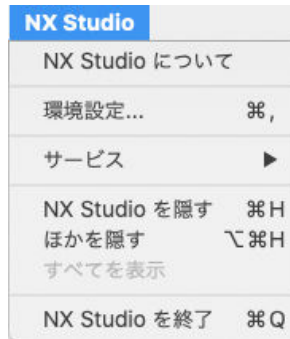 NX Studio
NX Studio について
環境設定... ⌘,
サービス ▶
NX Studio を隠す ⌘H
ほかを隠す ⌥⌘H
すべてを表示
NX Studio を終了 ⌘Q